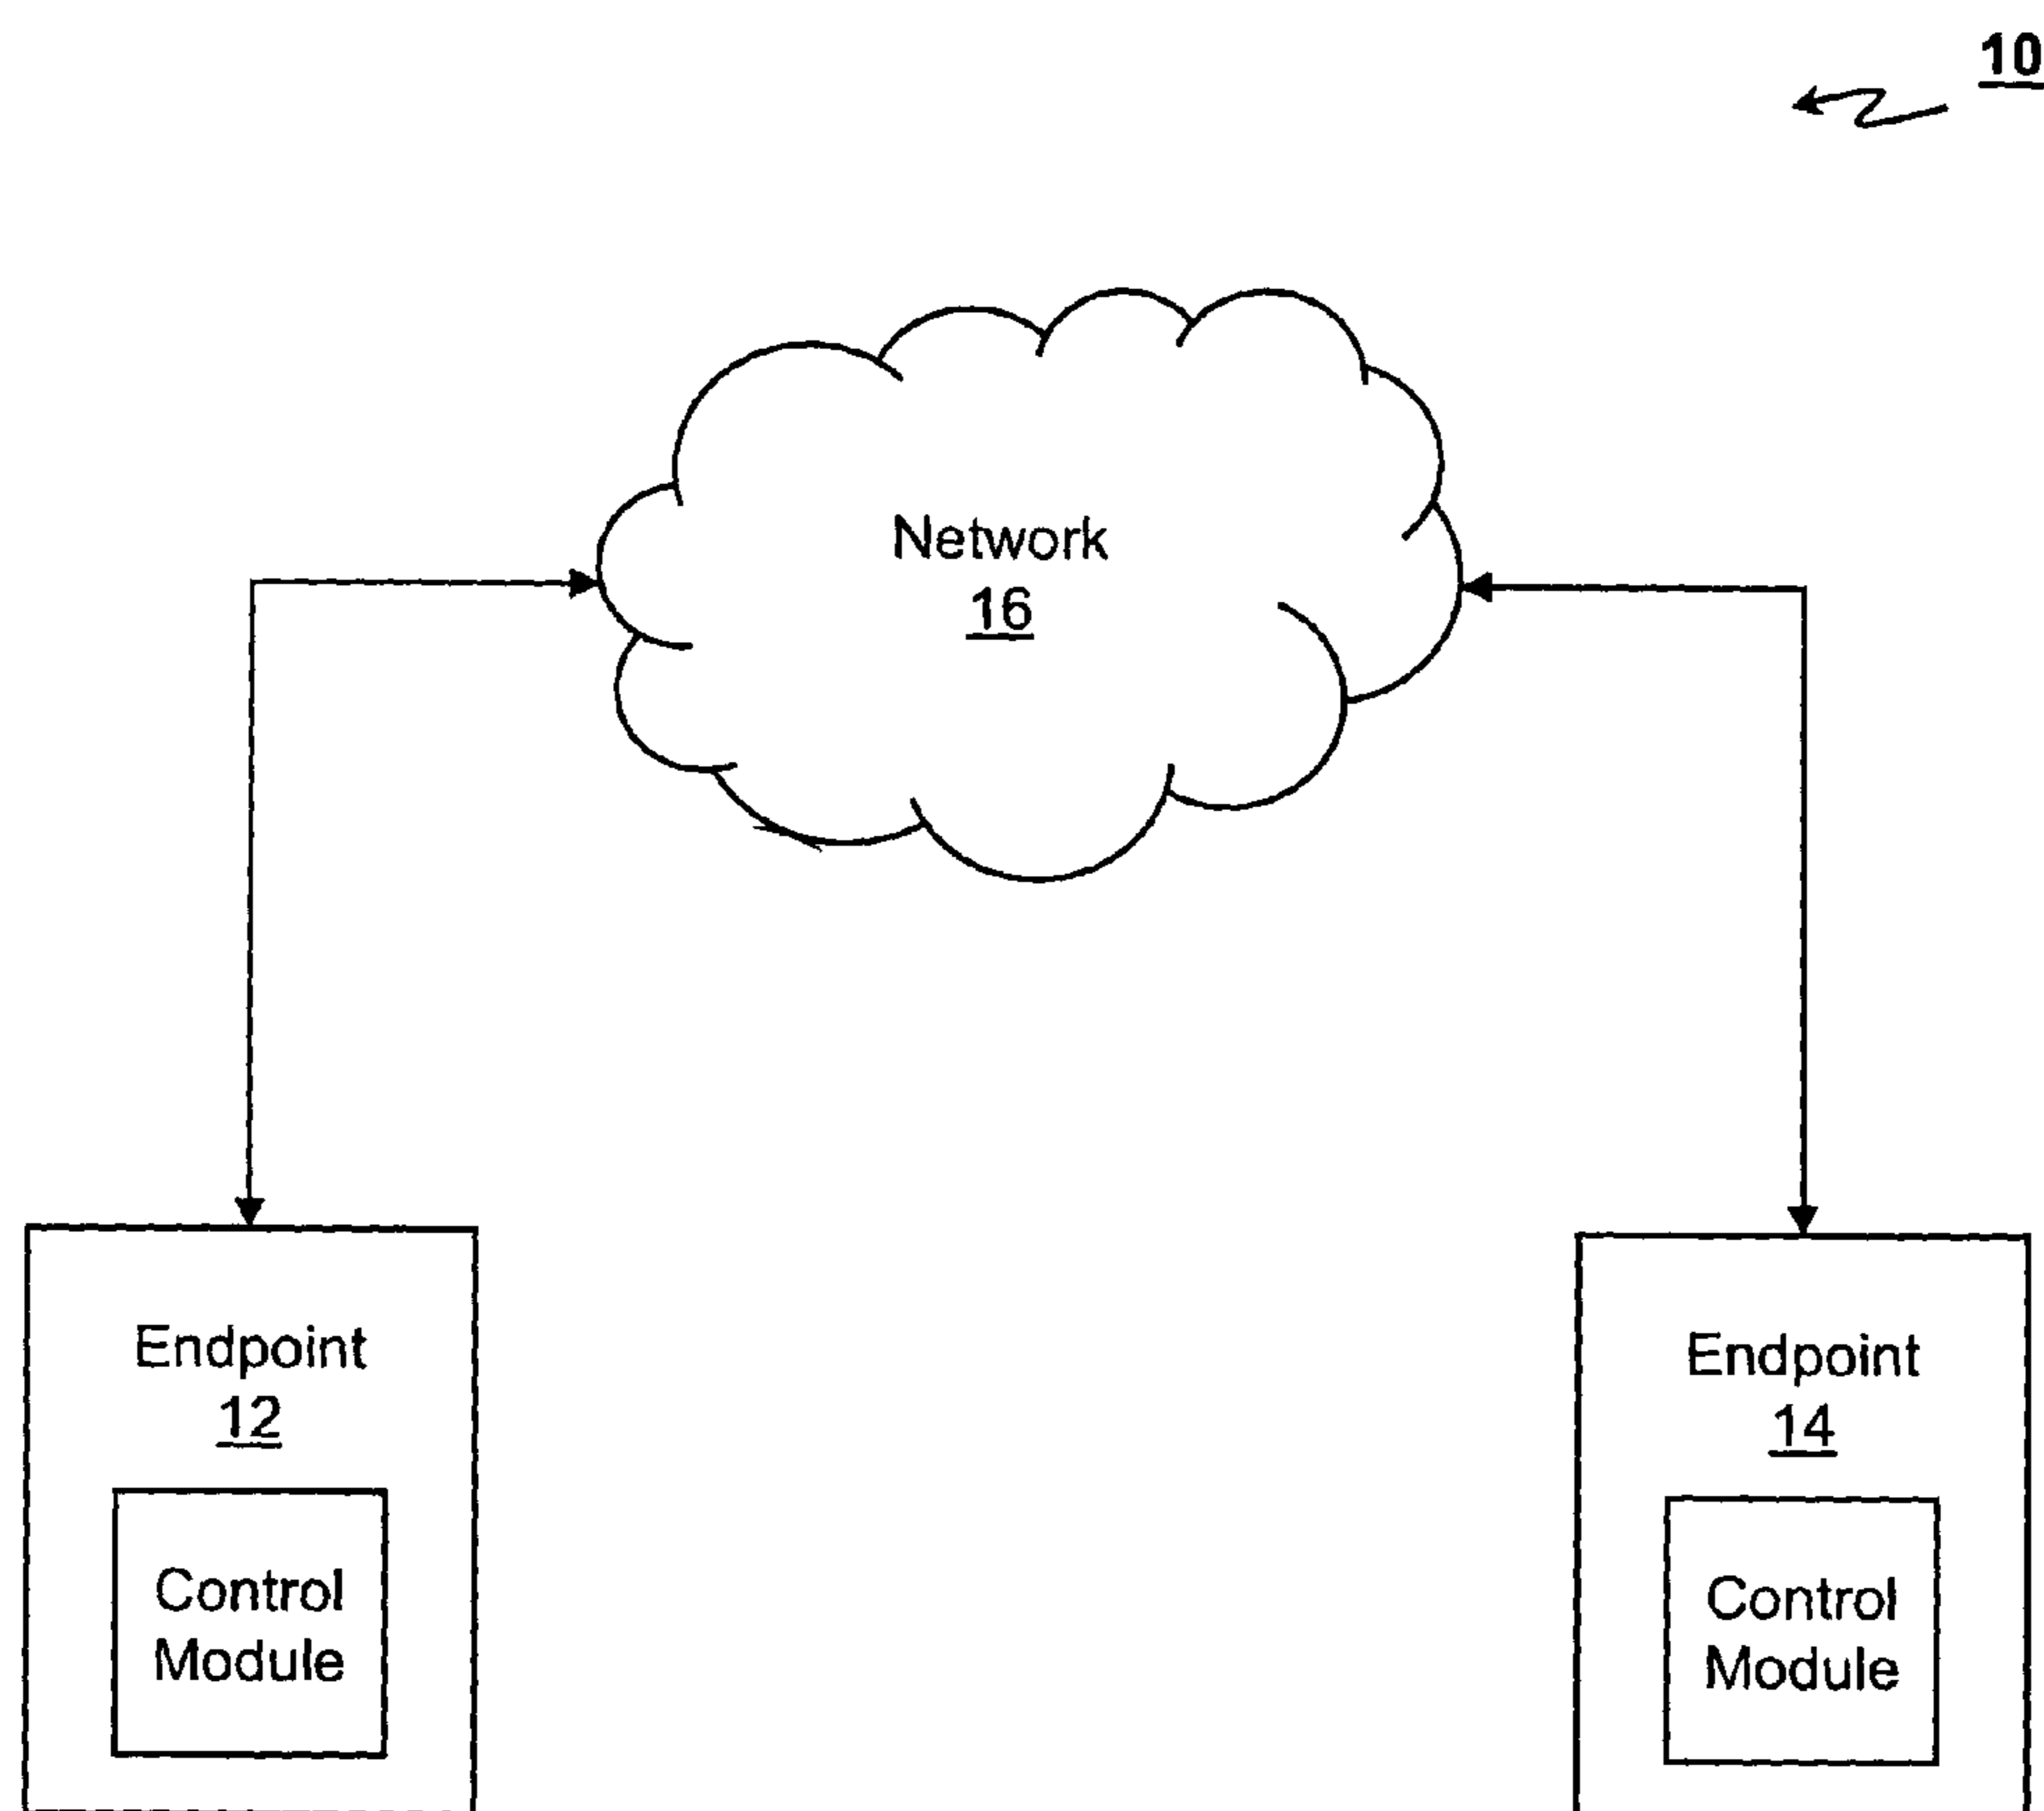 10
Network
16
Endpoint
12
Control
Module
Endpoint
14
Control
Module